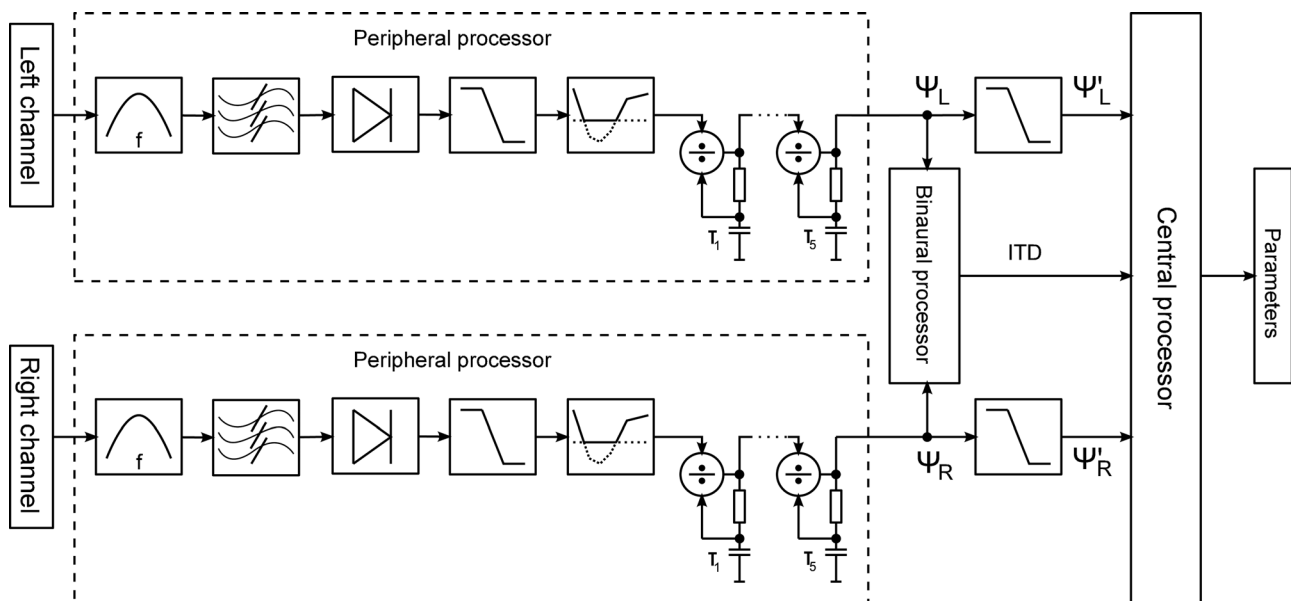 Left channel
Peripheral processor
f
τ1
τ5
ΨL
Ψ'L
Binaural processor
ITD
Central processor
Parameters
Right channel
Peripheral processor
f
τ1
τ5
ΨR
Ψ'R